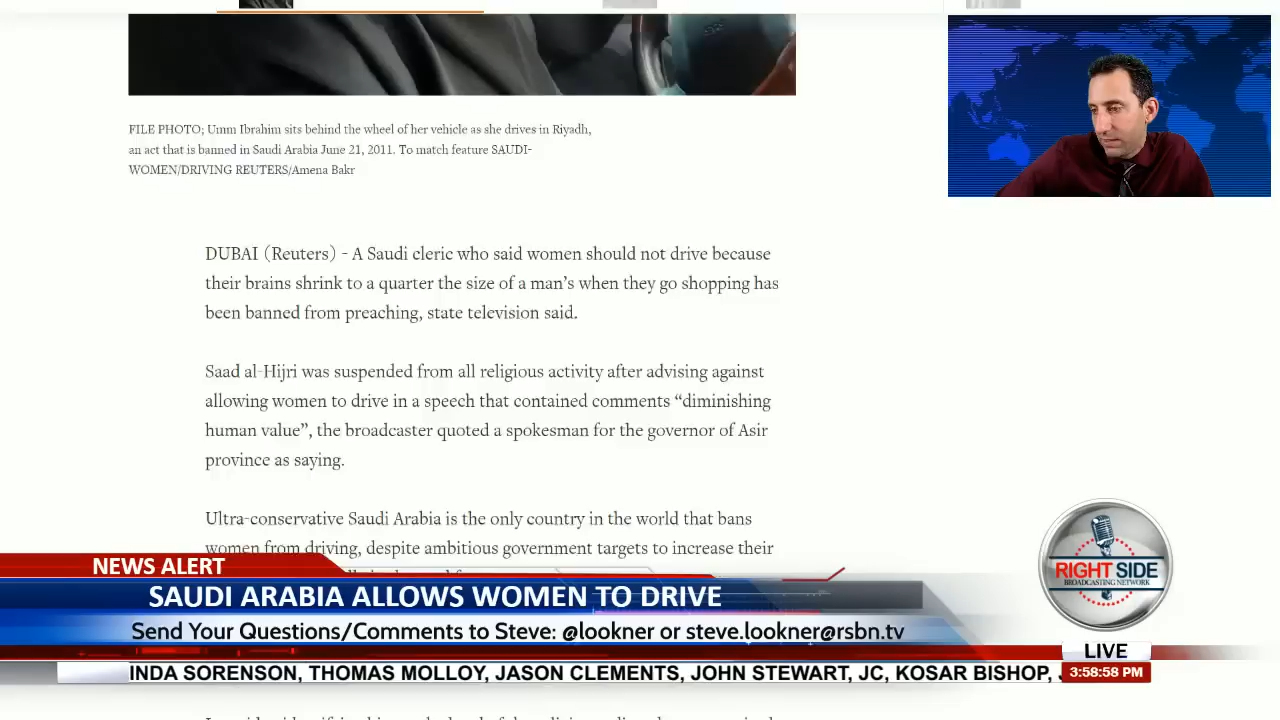 FILE PHOTO; Umm Ibrahim sits behind the wheel of her vehicle as she drives in Riyadh,
an act that is banned in Saudi Arabia June 21, 2011. To match feature SAUDI-
WOMEN/DRIVING REUTERS/Amena Bakr
DUBAI (Reuters) - A Saudi cleric who said women should not drive because
their brains shrink to a quarter the size of a man’s when they go shopping has
been banned from preaching, state television said.
Saad al-Hijri was suspended from all religious activity after advising against
allowing women to drive in a speech that contained comments “diminishing
human value”, the broadcaster quoted a spokesman for the governor of Asir
province as saying.
Ultra-conservative Saudi Arabia is the only country in the world that bans
women from driving, despite ambitious government targets to increase their
NEWS ALERT
SAUDI ARABIA ALLOWS WOMEN TO DRIVE
Send Your Questions/Comments to Steve: @lookner or steve.lookner@rsbn.tv
RIGHT SIDE
BROADCASTING NETWORK
LIVE
3:58:58 PM
INDA SORENSON, THOMAS MOLLOY, JASON CLEMENTS, JOHN STEWART, JC, KOSAR BISHOP,